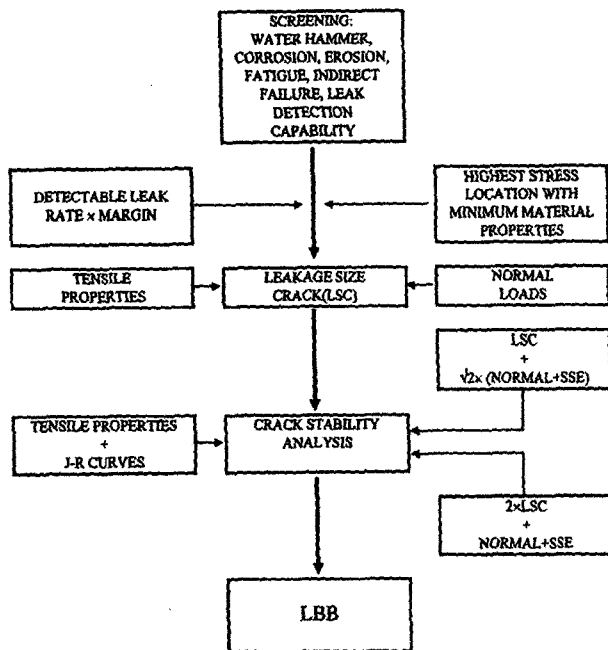 SCREENING:
WATER HAMMER,
CORROSION, EROSION,
FATIGUE, INDIRECT
FAILURE, LEAK
DETECTION
CAPABILITY
DETECTABLE LEAK
RATE × MARGIN
HIGHEST STRESS
LOCATION WITH
MINIMUM MATERIAL
PROPERTIES
TENSILE
PROPERTIES
LEAKAGE SIZE
CRACK(LSC)
NORMAL
LOADS
LSC
+
√2× (NORMAL+SSE)
TENSILE PROPERTIES
+
J-R CURVES
CRACK STABILITY
ANALYSIS
2×LSC
+
NORMAL+SSE
LBB